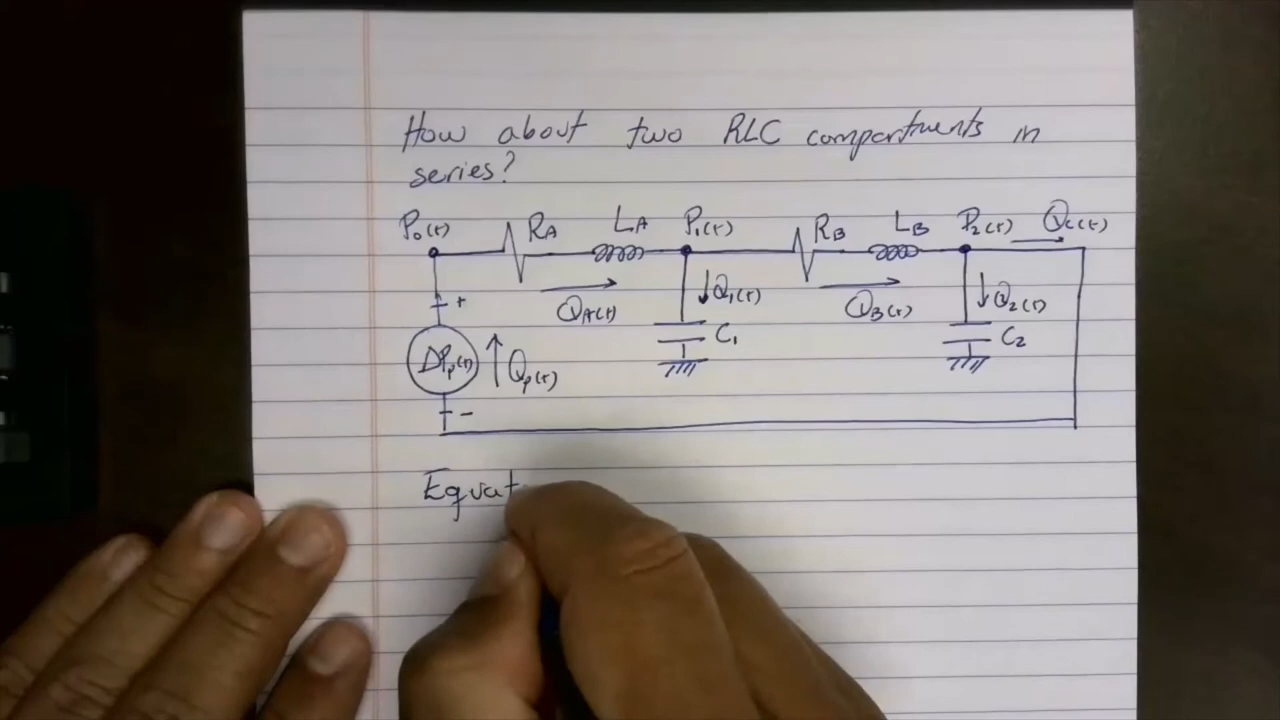 How about two RLC compartments in
series?
P0(t) RA LA P1(t) RB LB P2(t) QC(t)
+ QA(t) Q1(t) QB(t) Q2(t)
ΔPp(t) Qp(t) C1 C2
-
Equat